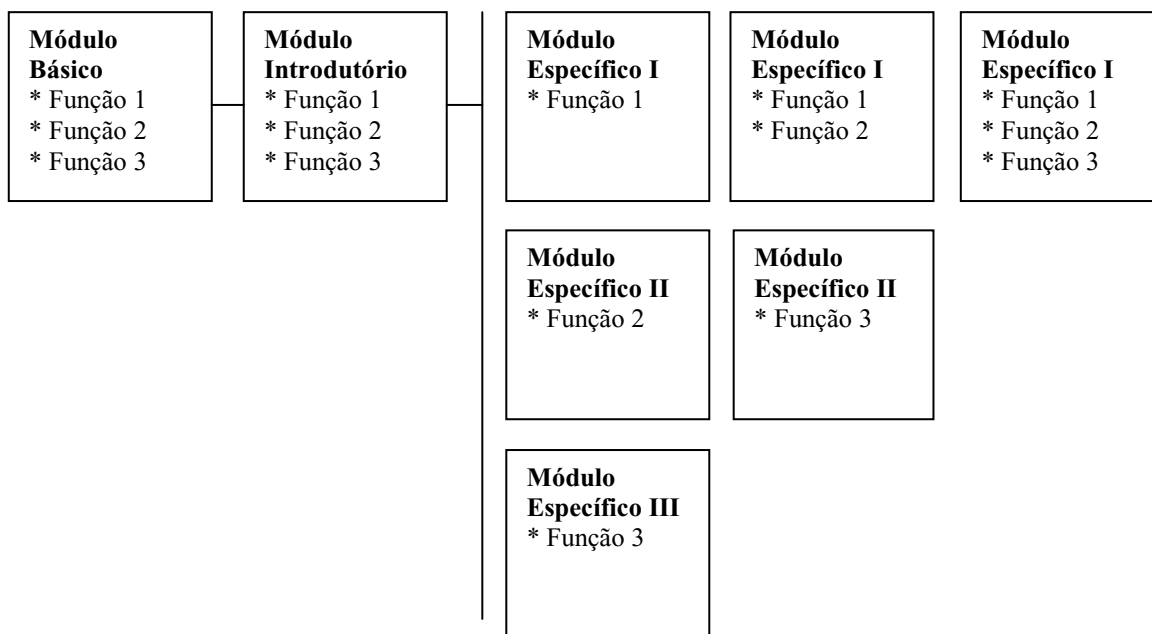 Módulo
Básico
* Função 1
* Função 2
* Função 3
Módulo
Introdutório
* Função 1
* Função 2
* Função 3
Módulo
Específico I
* Função 1
Módulo
Específico I
* Função 1
* Função 2
Módulo
Específico I
* Função 1
* Função 2
* Função 3
Módulo
Específico II
* Função 2
Módulo
Específico II
* Função 3
Módulo
Específico III
* Função 3